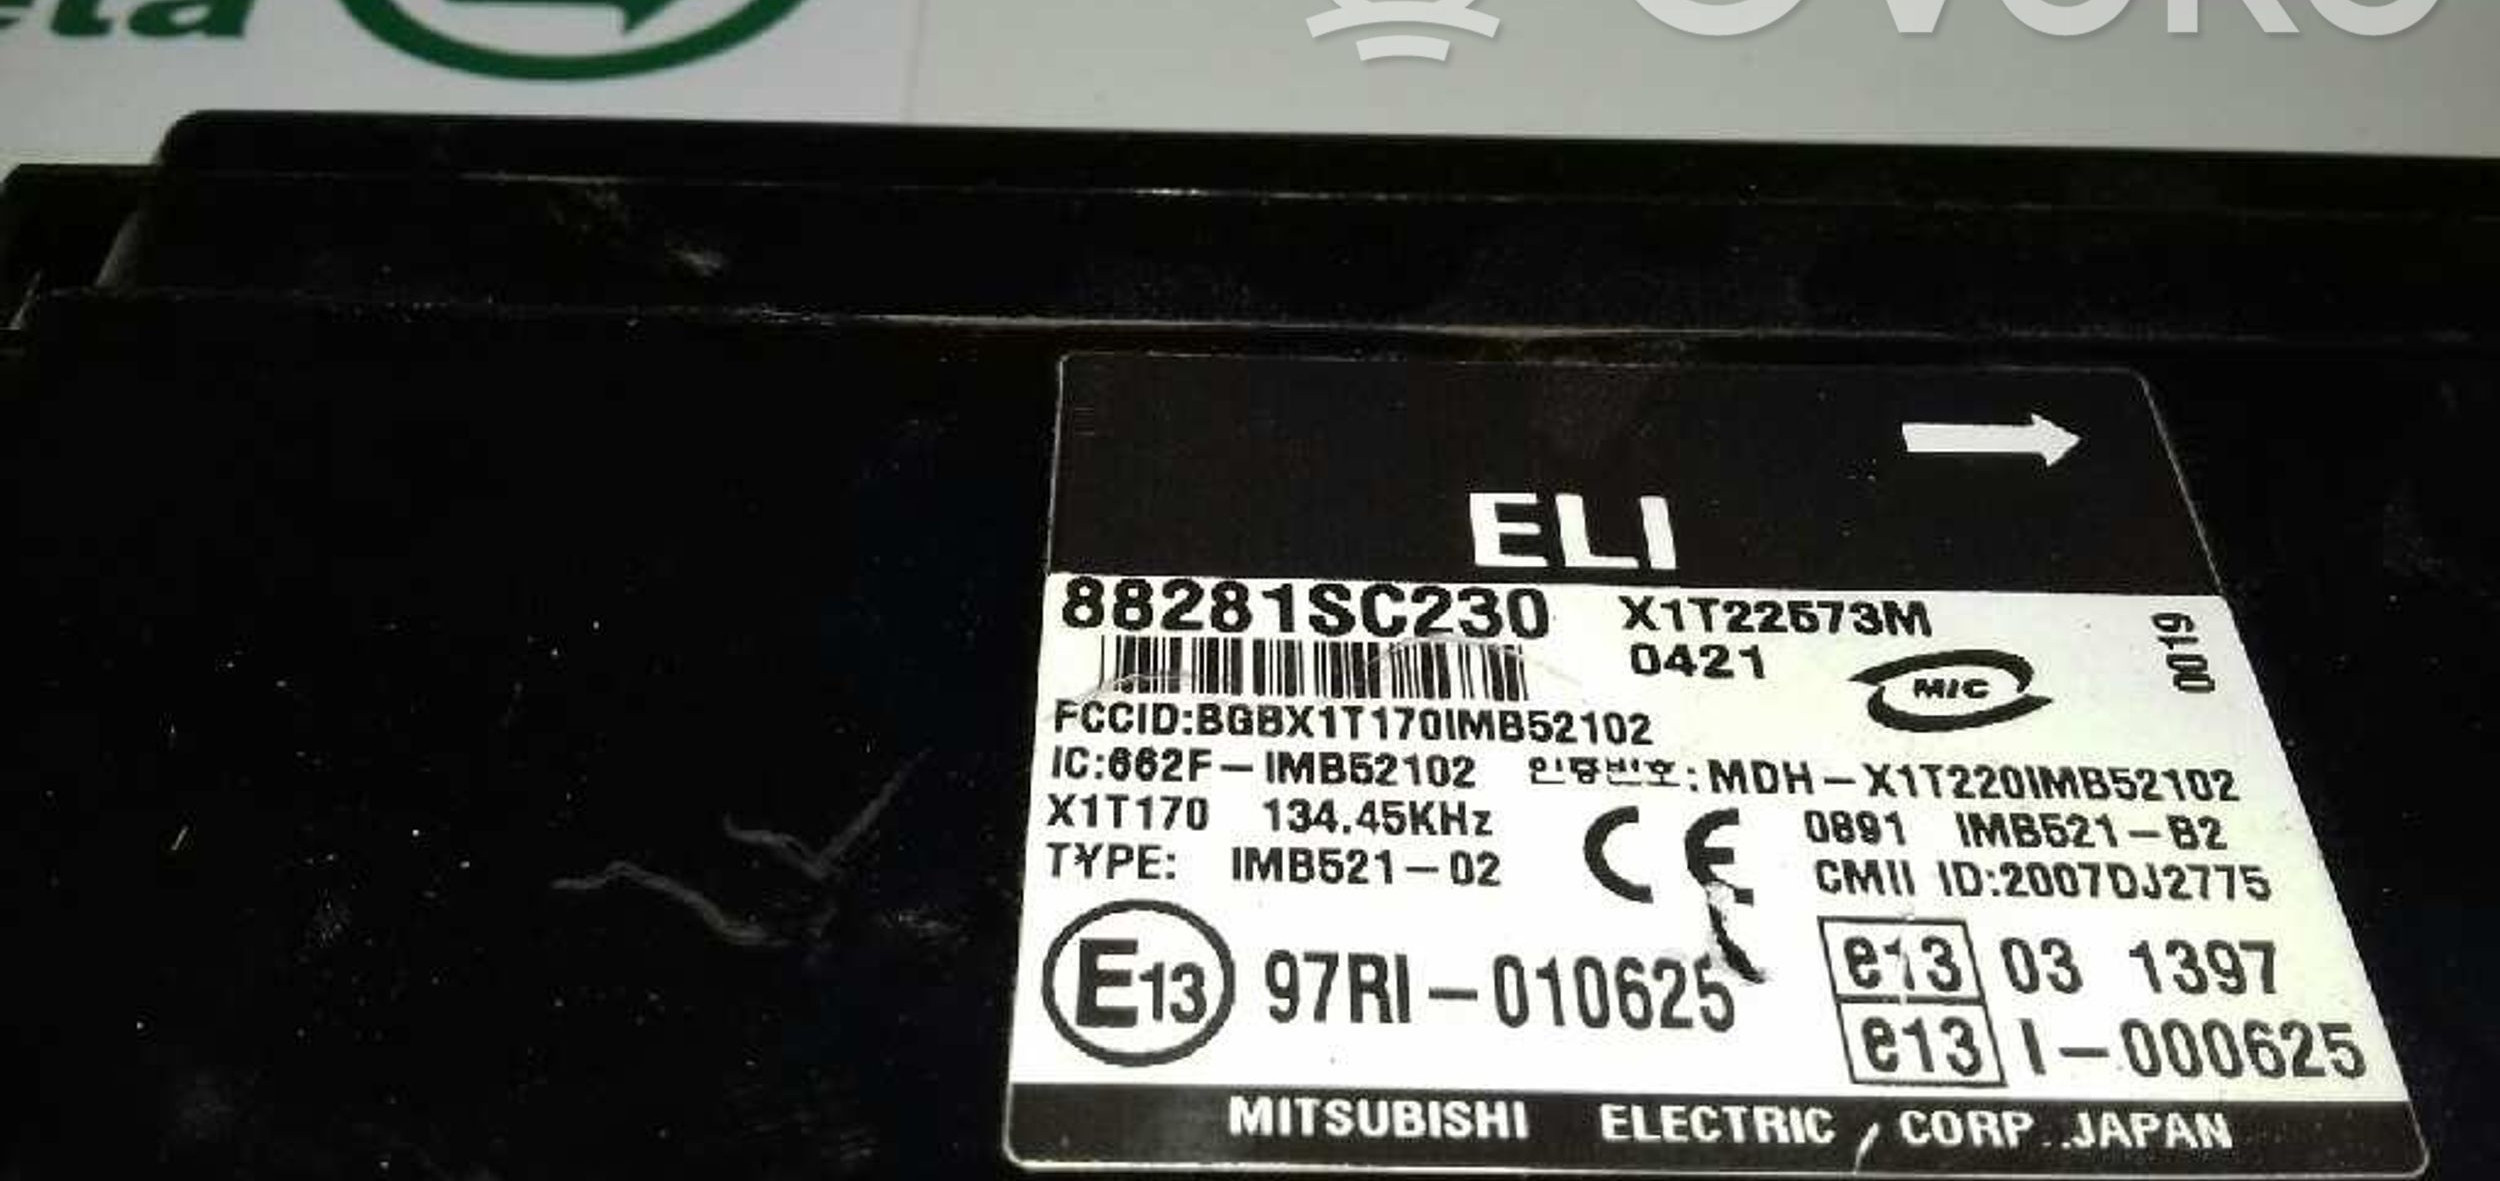 ELI
88281SC230 X1T22573M
0421
0019
M/C
FCCID:BGBX1T170IMB52102
IC:662F-IMB52102 인증번호:MDH-X1T220IMB52102
X1T170 134.45KHz
CE 0891 IMB521-B2
TYPE: IMB521-02
CMII ID:2007DJ2775
E13 97RI-010625
e13 03 1397
e13 I-000625
MITSUBISHI ELECTRIC CORP. JAPAN